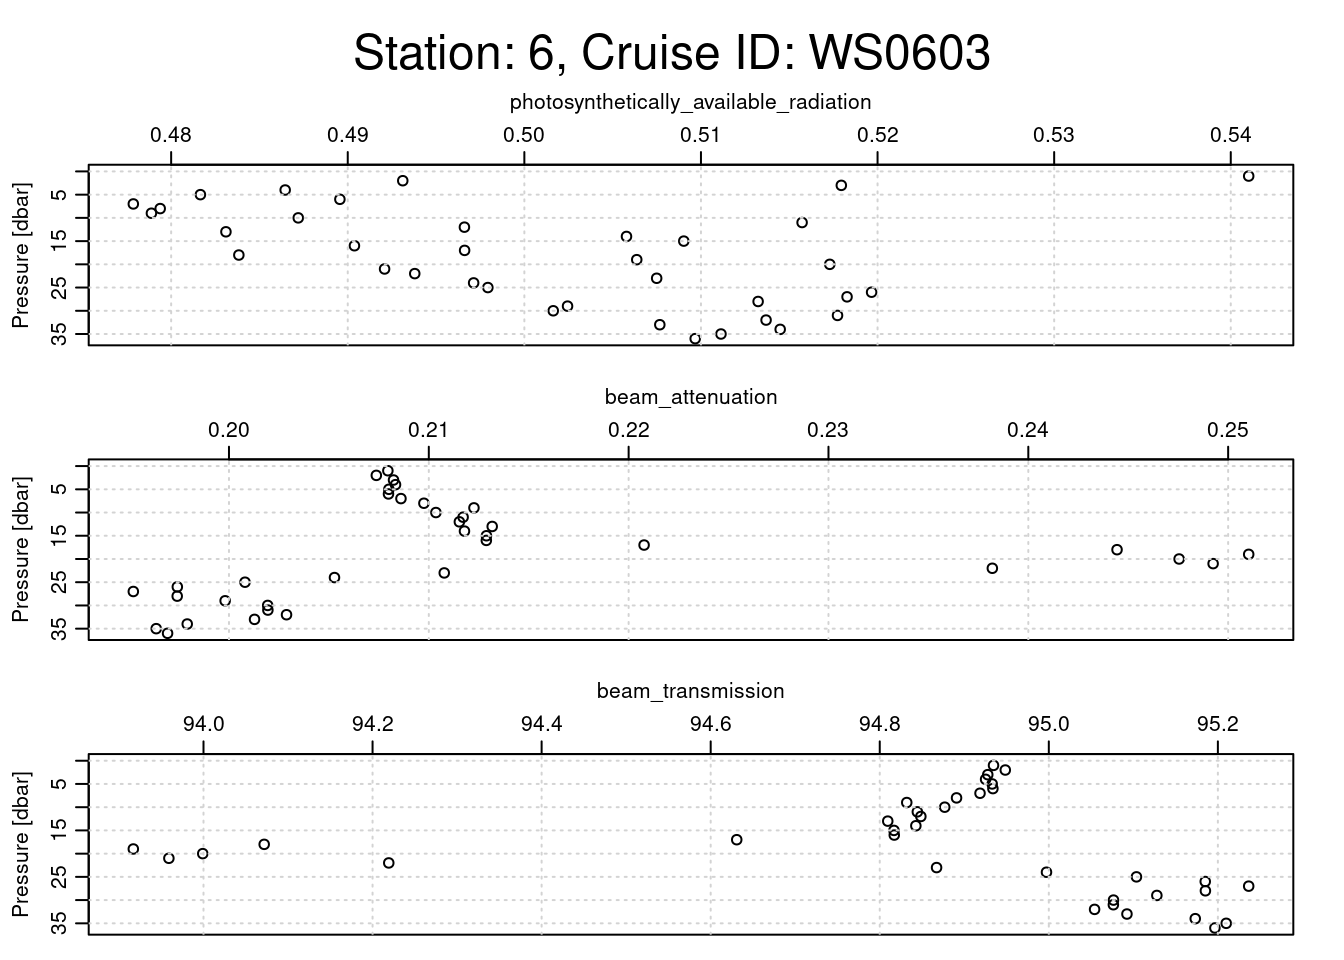 Station: 6, Cruise ID: WS0603
photosynthetically_available_radiation
0.48 0.49 0.50 0.51 0.52 0.53 0.54
Pressure [dbar]
5
15
25
35
beam_attenuation
0.20 0.21 0.22 0.23 0.24 0.25
Pressure [dbar]
5
15
25
35
beam_transmission
94.0 94.2 94.4 94.6 94.8 95.0 95.2
Pressure [dbar]
5
15
25
35